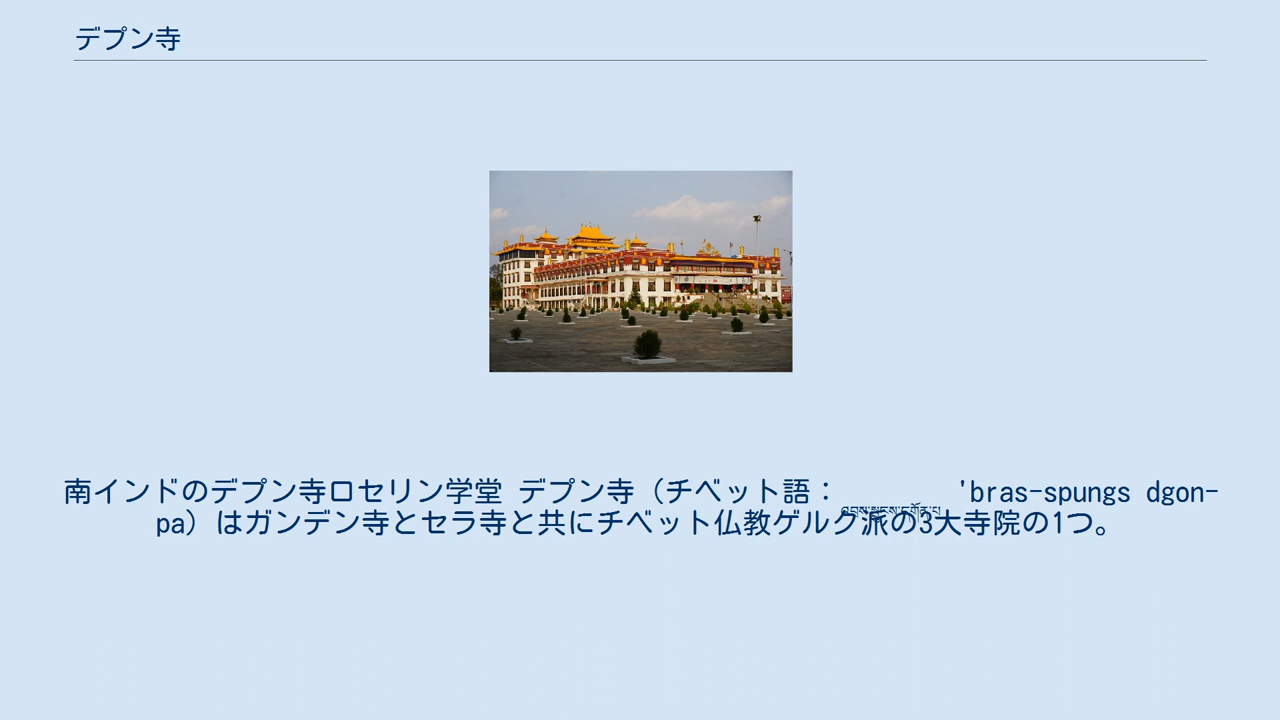 デプン寺
南インドのデプン寺ロセリン学堂 デプン寺（チベット語： 'bras-spungs dgon-
pa）はガンデン寺とセラ寺と共にチベット仏教ゲルク派の3大寺院の1つ。